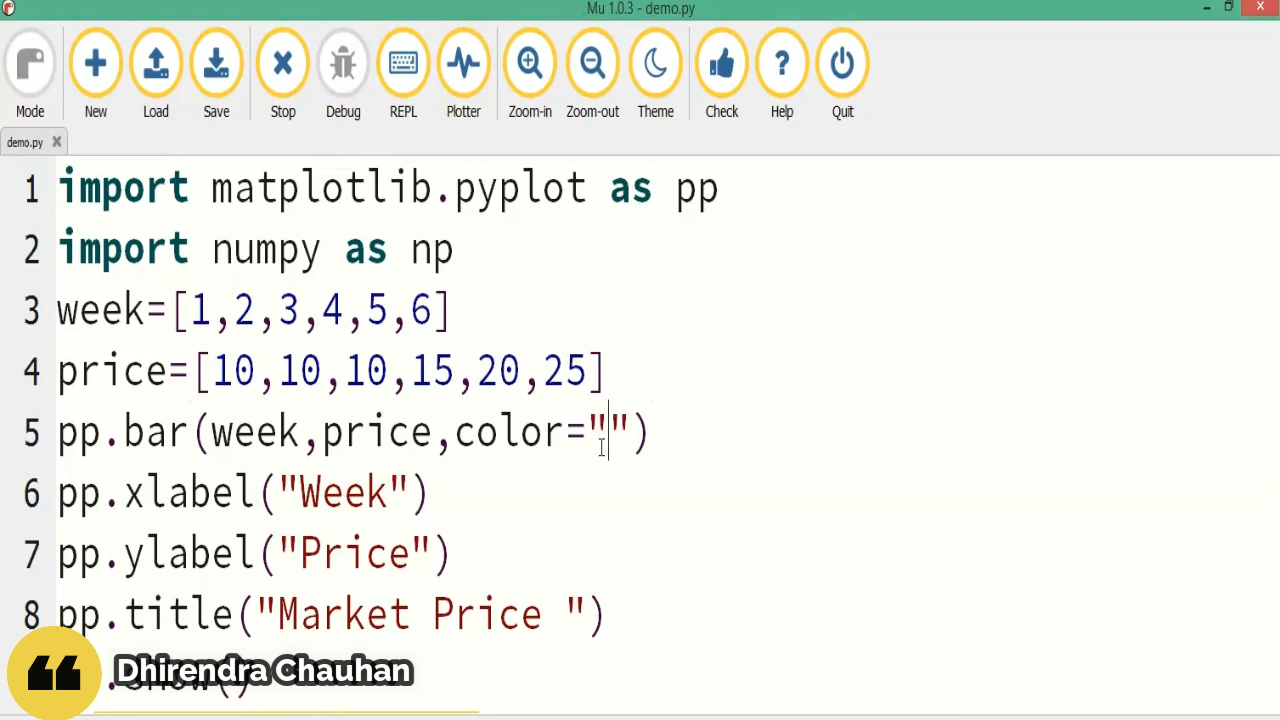 Mu 1.0.3 - demo.py
Mode New Load Save Stop Debug REPL Plotter Zoom-in Zoom-out Theme Check Help Quit
demo.py
1 import matplotlib.pyplot as pp
2 import numpy as np
3 week=[1,2,3,4,5,6]
4 price=[10,10,10,15,20,25]
5 pp.bar(week,price,color="")
6 pp.xlabel("Week")
7 pp.ylabel("Price")
8 pp.title("Market Price ")
.show()
Dhirendra Chauhan